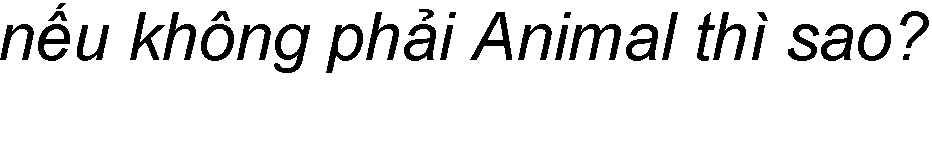 nếu không phải Animal thì sao?